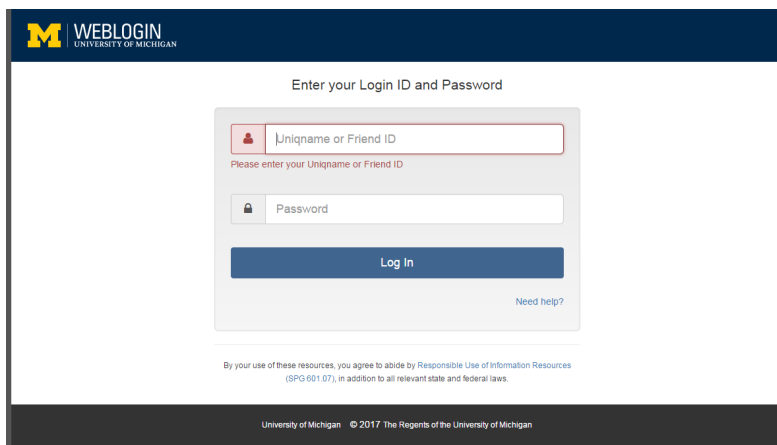 M WEBLOGIN
UNIVERSITY OF MICHIGAN
Enter your Login ID and Password
Uniqname or Friend ID
Please enter your Uniqname or Friend ID
Password
Log In
Need help?
By your use of these resources, you agree to abide by Responsible Use of Information Resources
(SPG 601.07), in addition to all relevant state and federal laws.
University of Michigan © 2017 The Regents of the University of Michigan